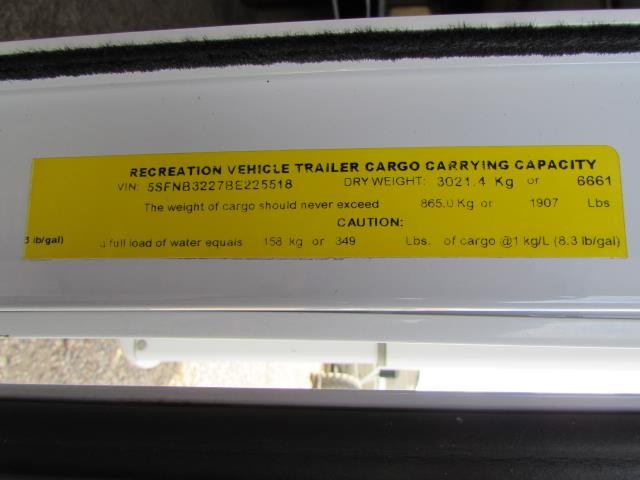 RECREATION VEHICLE TRAILER CARGO CARRYING CAPACITY
VIN: 5SFNB3227BE225518 DRY WEIGHT: 3021.4 Kg or 6661
The weight of cargo should never exceed 865.0 Kg or 1907 Lbs
CAUTION:
3 lb/gal) a full load of water equals 158 kg or 349 Lbs. of cargo @1 kg/L (8.3 lb/gal)